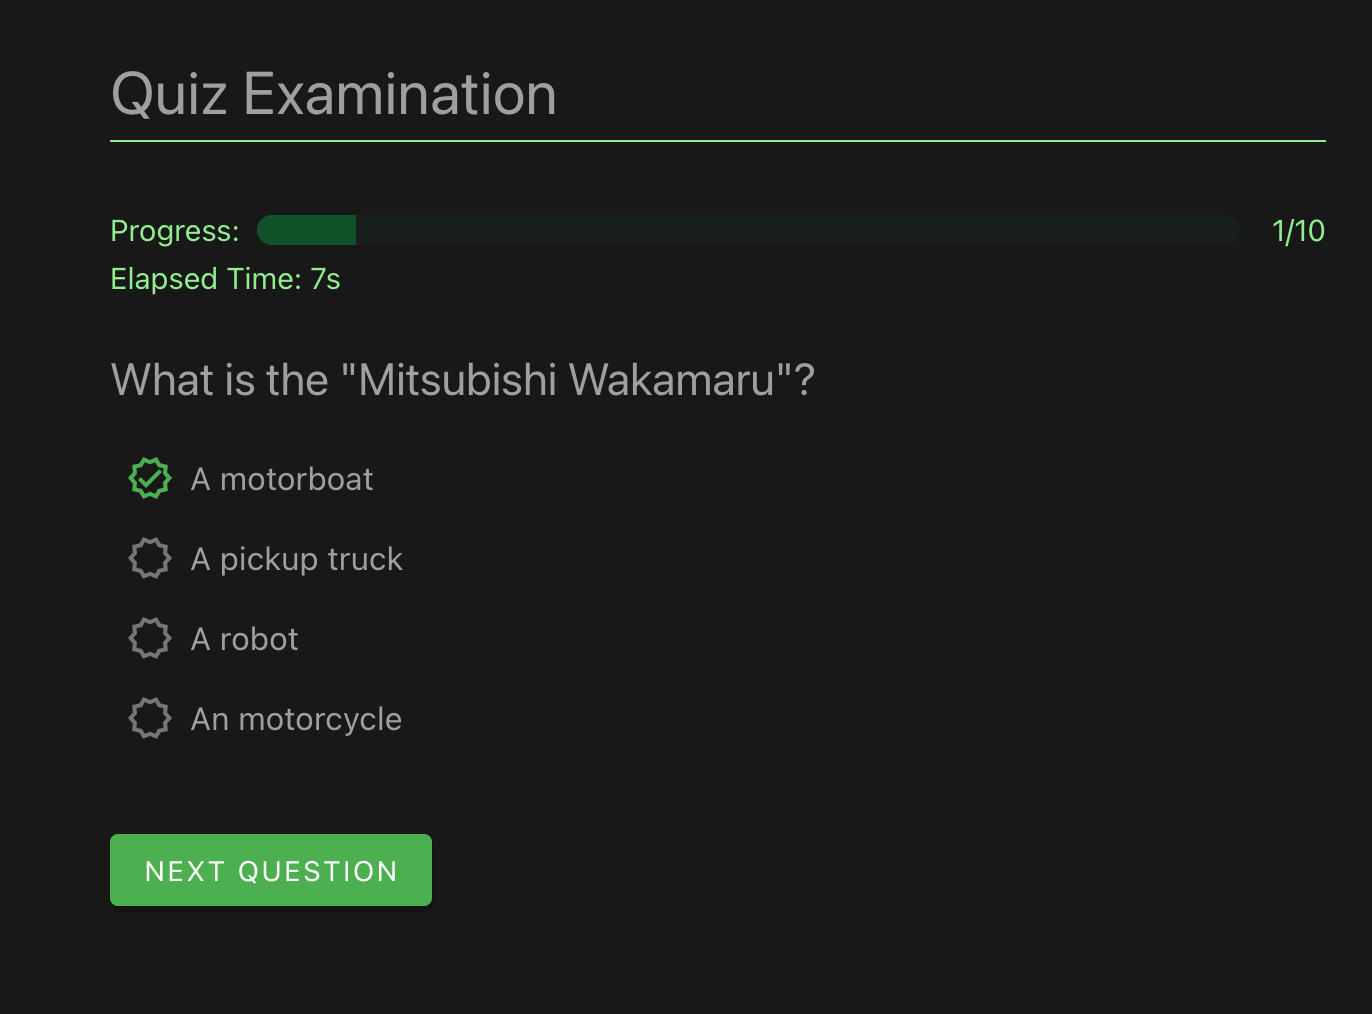 Quiz Examination
Progress: 1/10
Elapsed Time: 7s
What is the "Mitsubishi Wakamaru"?
A motorboat
A pickup truck
A robot
An motorcycle
NEXT QUESTION